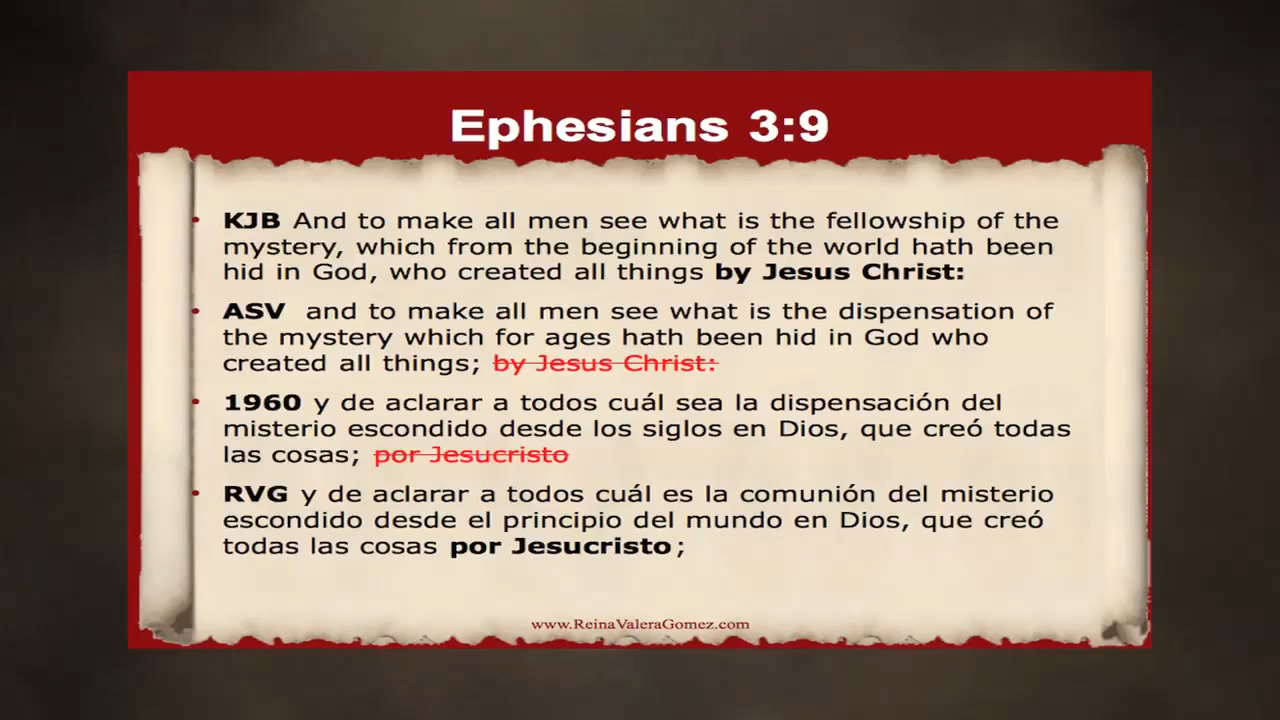 Ephesians 3:9
• KJB And to make all men see what is the fellowship of the
mystery, which from the beginning of the world hath been
hid in God, who created all things by Jesus Christ:
• ASV and to make all men see what is the dispensation of
the mystery which for ages hath been hid in God who
created all things; by Jesus Christ:
• 1960 y de aclarar a todos cuál sea la dispensación del
misterio escondido desde los siglos en Dios, que creó todas
las cosas; por Jesucristo
• RVG y de aclarar a todos cuál es la comunión del misterio
escondido desde el principio del mundo en Dios, que creó
todas las cosas por Jesucristo;
www.ReinaValeraGomez.com